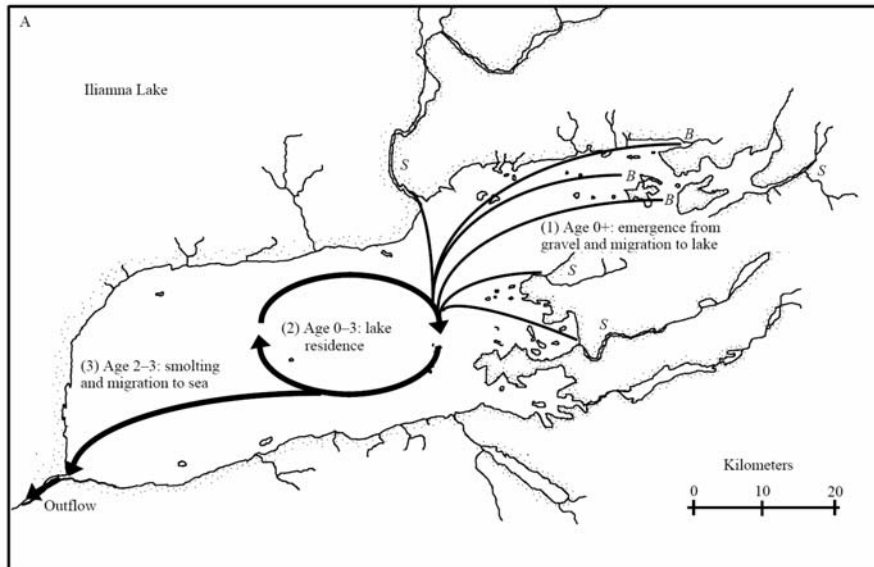 A
Iliamna Lake
B
S
B
S
B
(1) Age 0+: emergence from
gravel and migration to lake
S
S
(2) Age 0–3: lake
residence
(3) Age 2–3: smolting
and migration to sea
Kilometers
0 10 20
Outflow